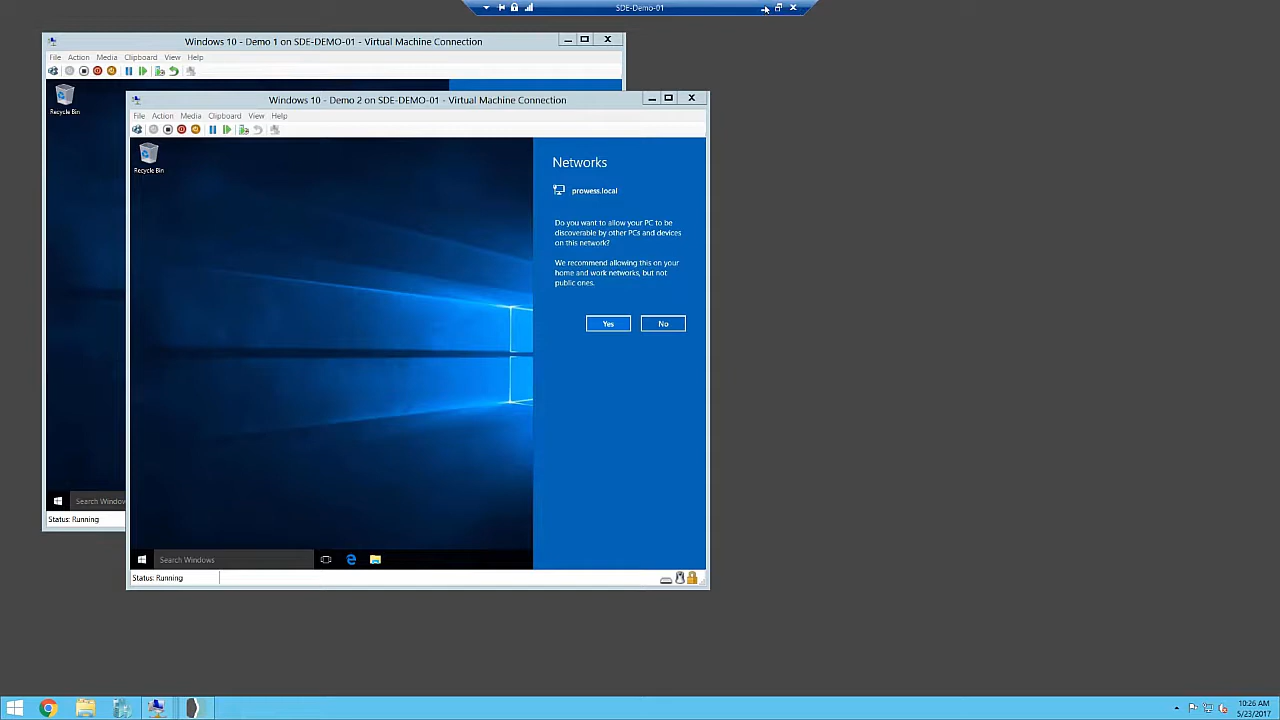 SDE-Demo-01
Windows 10 - Demo 1 on SDE-DEMO-01 - Virtual Machine Connection
File Action Media Clipboard View Help
Recycle Bin
Search Window
Status: Running
Windows 10 - Demo 2 on SDE-DEMO-01 - Virtual Machine Connection
File Action Media Clipboard View Help
Recycle Bin
Networks
prowess.local
Do you want to allow your PC to be
discoverable by other PCs and devices
on this network?
We recommend allowing this on your
home and work networks, but not
public ones.
Yes No
Search Windows
Status: Running
10:26 AM
5/23/2017